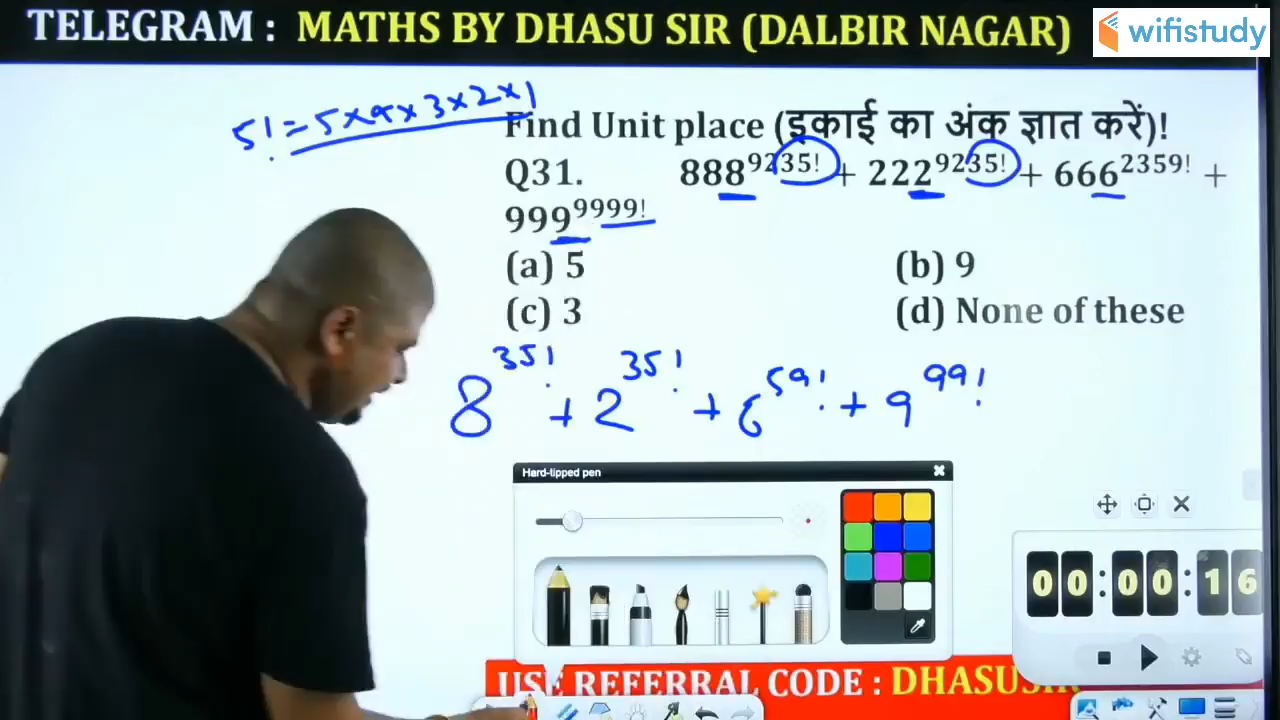 TELEGRAM : MATHS BY DHASU SIR (DALBIR NAGAR)
wifistudy
5! = 5×4×3×2×1
Find Unit place (इकाई का अंक ज्ञात करें)!
Q31. 888^9235! + 222^9235! + 666^2359! +
999^9999!
(a) 5 (b) 9
(c) 3 (d) None of these
8^35! + 2^35! + 6^59! + 9^99!
Hard-lipped pen
00:00:16
USE REFERRAL CODE : DHASUSIR